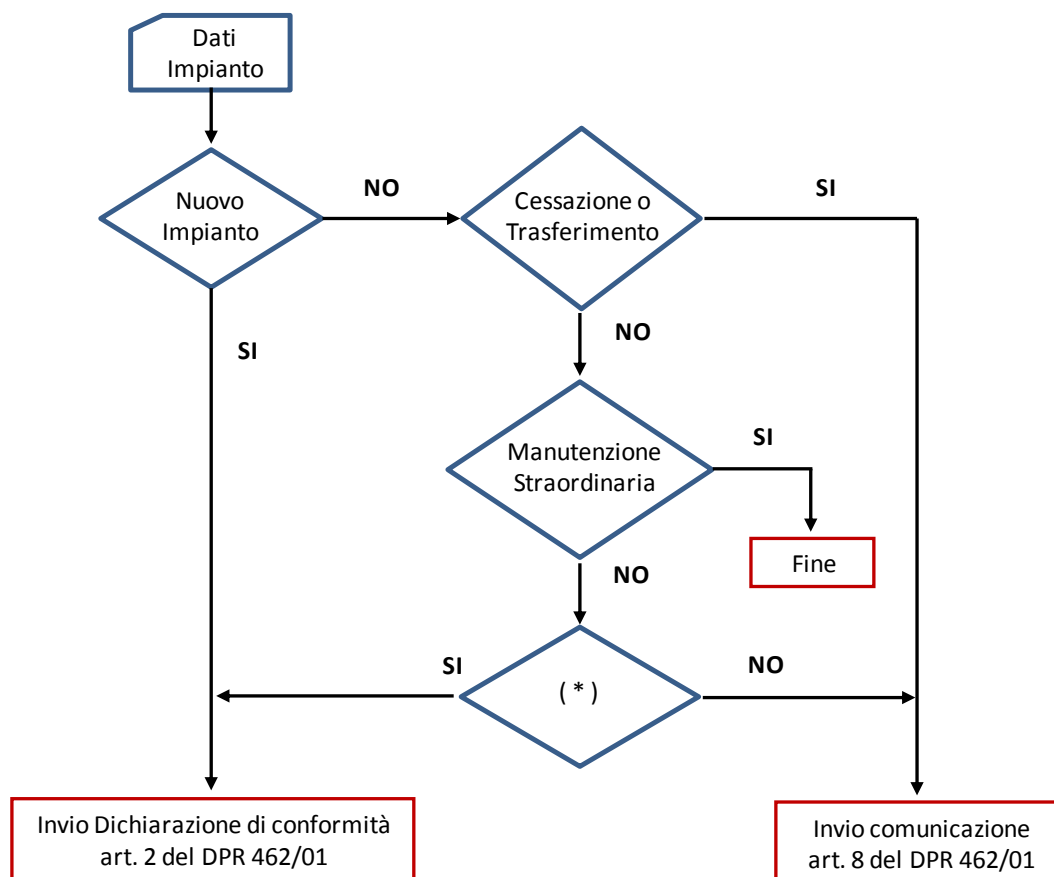 Dati
Impianto
Nuovo
Impianto
NO
Cessazione o
Trasferimento
SI
SI
NO
Manutenzione
Straordinaria
SI
Fine
NO
SI
( * )
NO
Invio Dichiarazione di conformità
art. 2 del DPR 462/01
Invio comunicazione
art. 8 del DPR 462/01